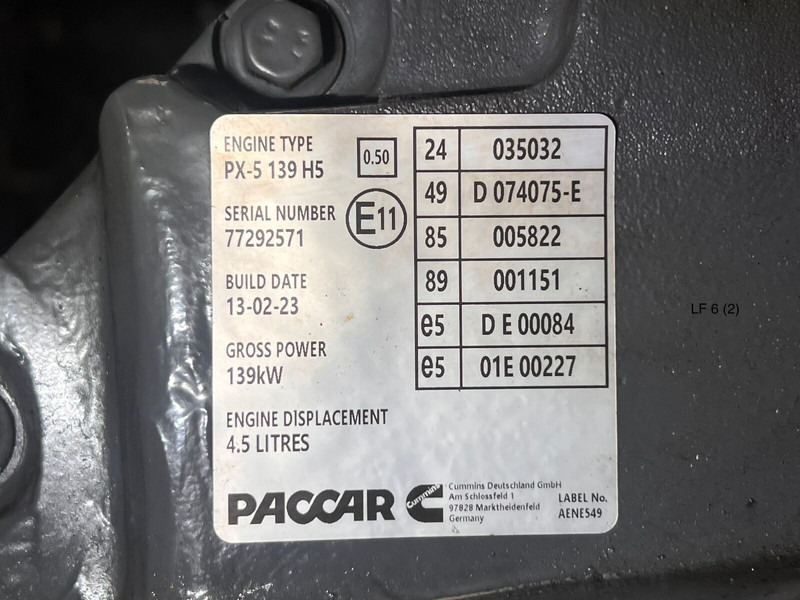 ENGINE TYPE
PX-5 139 H5
0.50
SERIAL NUMBER
77292571
E11
BUILD DATE
13-02-23
GROSS POWER
139kW
ENGINE DISPLACEMENT
4.5 LITRES
24 035032
49 D 074075-E
85 005822
89 001151
e5 D E 00084
e5 01E 00227
PACCAR
Cummins
Cummins Deutschland GmbH
Am Schlossfeld 1
97828 Marktheidenfeld
Germany
LABEL No.
AENE549
LF 6 (2)